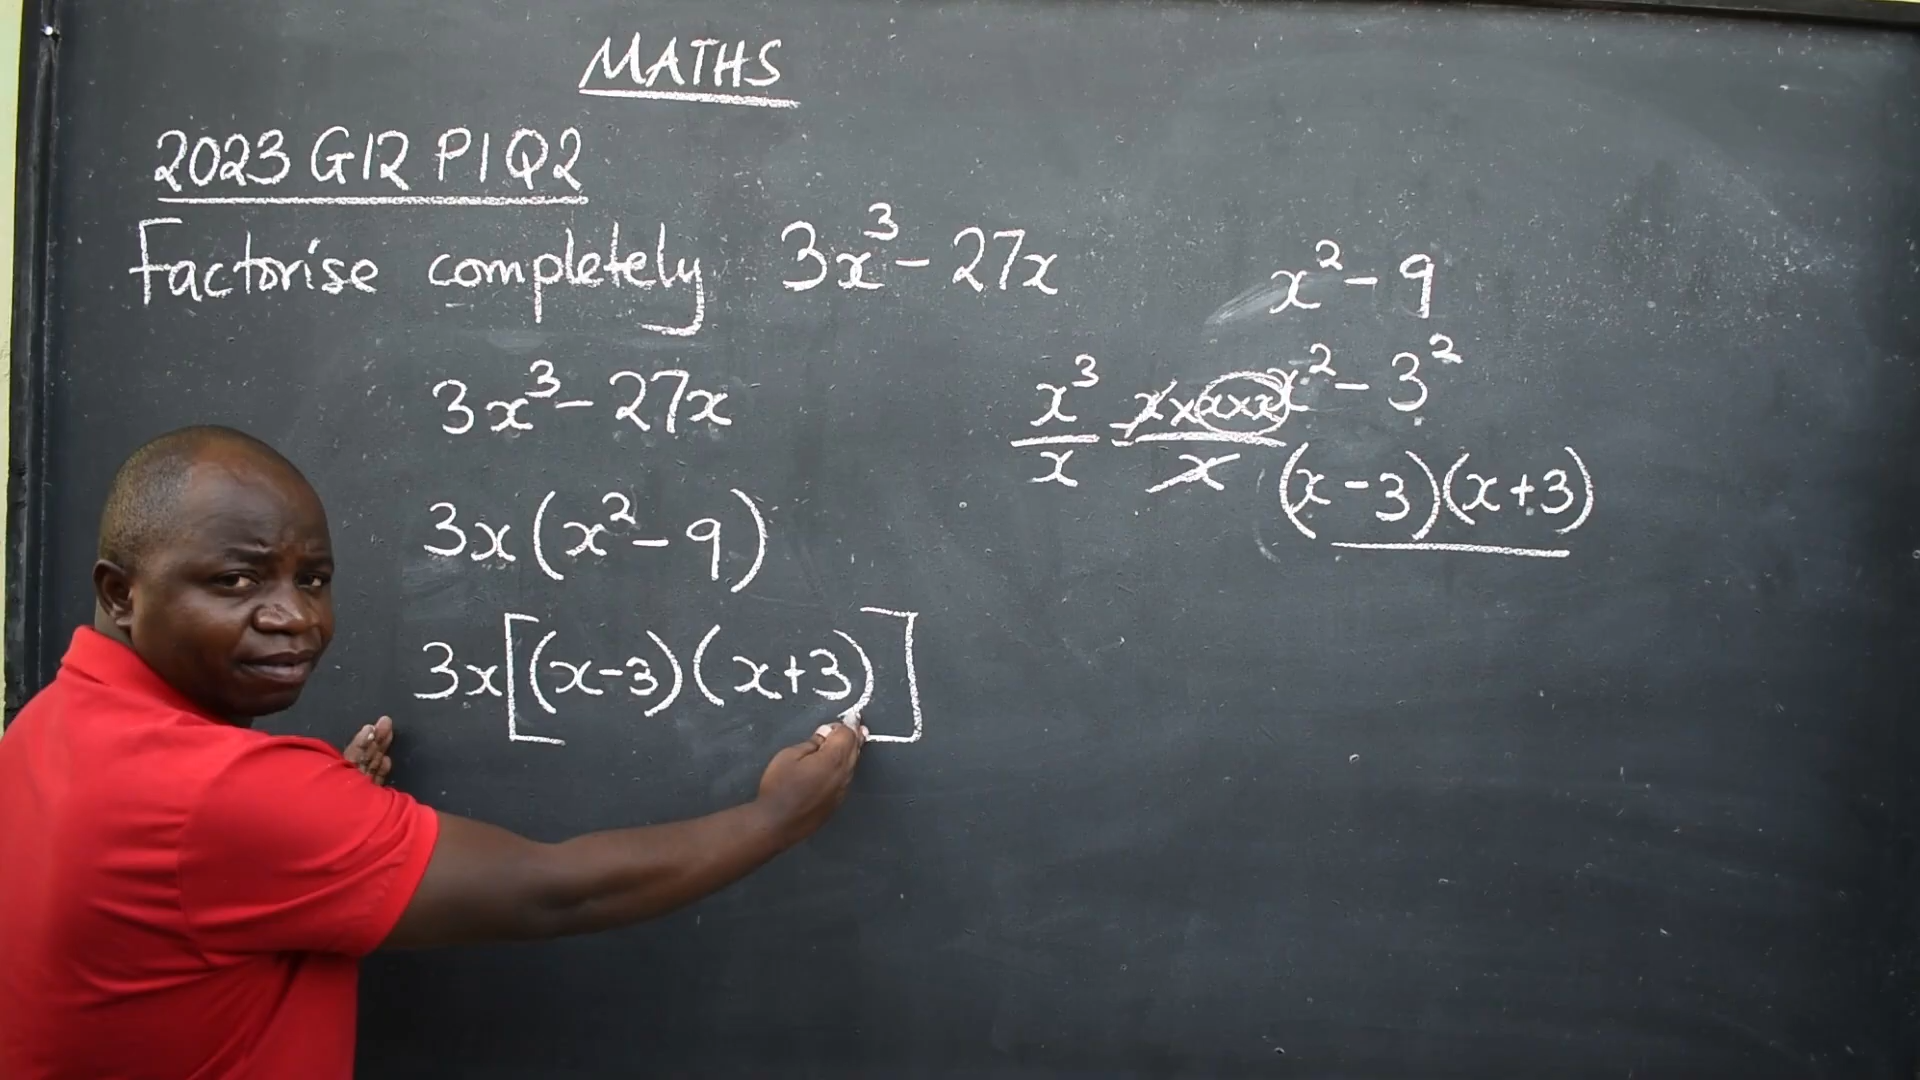 MATHS
2023 G12 P1 Q2
Factorise completely 3x³ - 27x
3x³ - 27x
3x(x² - 9)
3x[(x-3)(x+3)]
x² - 9
x² - 3²
x³/x = x×x×x/x
(x-3)(x+3)